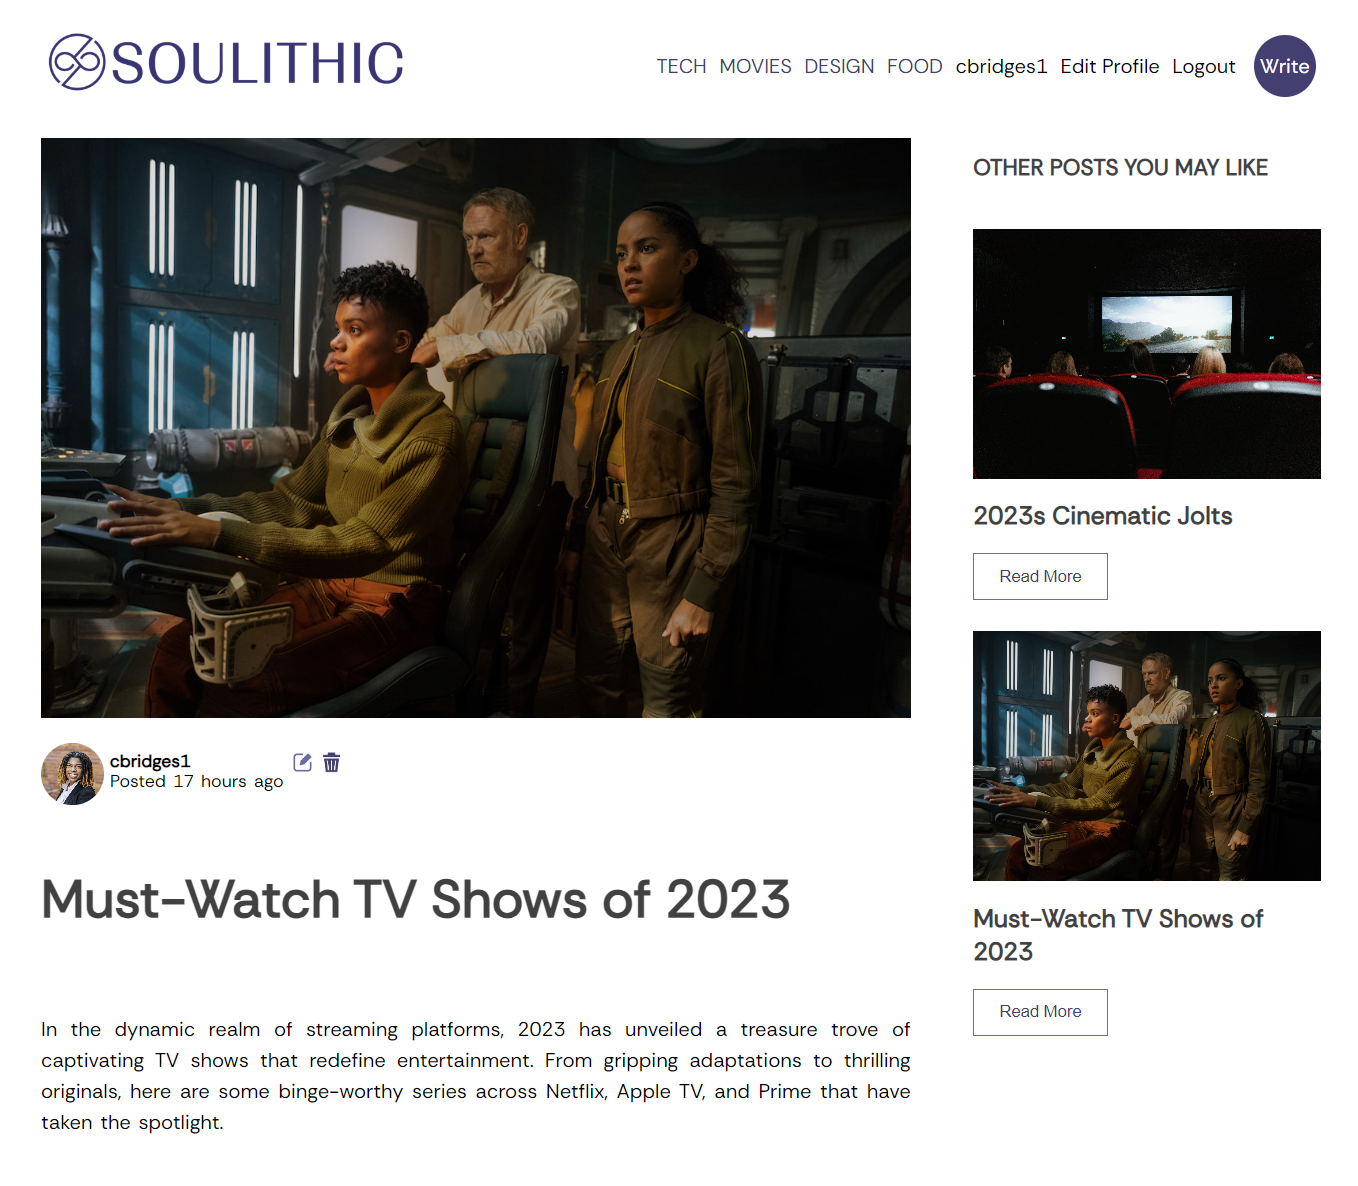 SOULITHIC
TECH MOVIES DESIGN FOOD cbridges1 Edit Profile Logout Write
cbridges1
Posted 17 hours ago
Must-Watch TV Shows of 2023
In the dynamic realm of streaming platforms, 2023 has unveiled a treasure trove of
captivating TV shows that redefine entertainment. From gripping adaptations to thrilling
originals, here are some binge-worthy series across Netflix, Apple TV, and Prime that have
taken the spotlight.
OTHER POSTS YOU MAY LIKE
2023s Cinematic Jolts
Read More
Must-Watch TV Shows of
2023
Read More